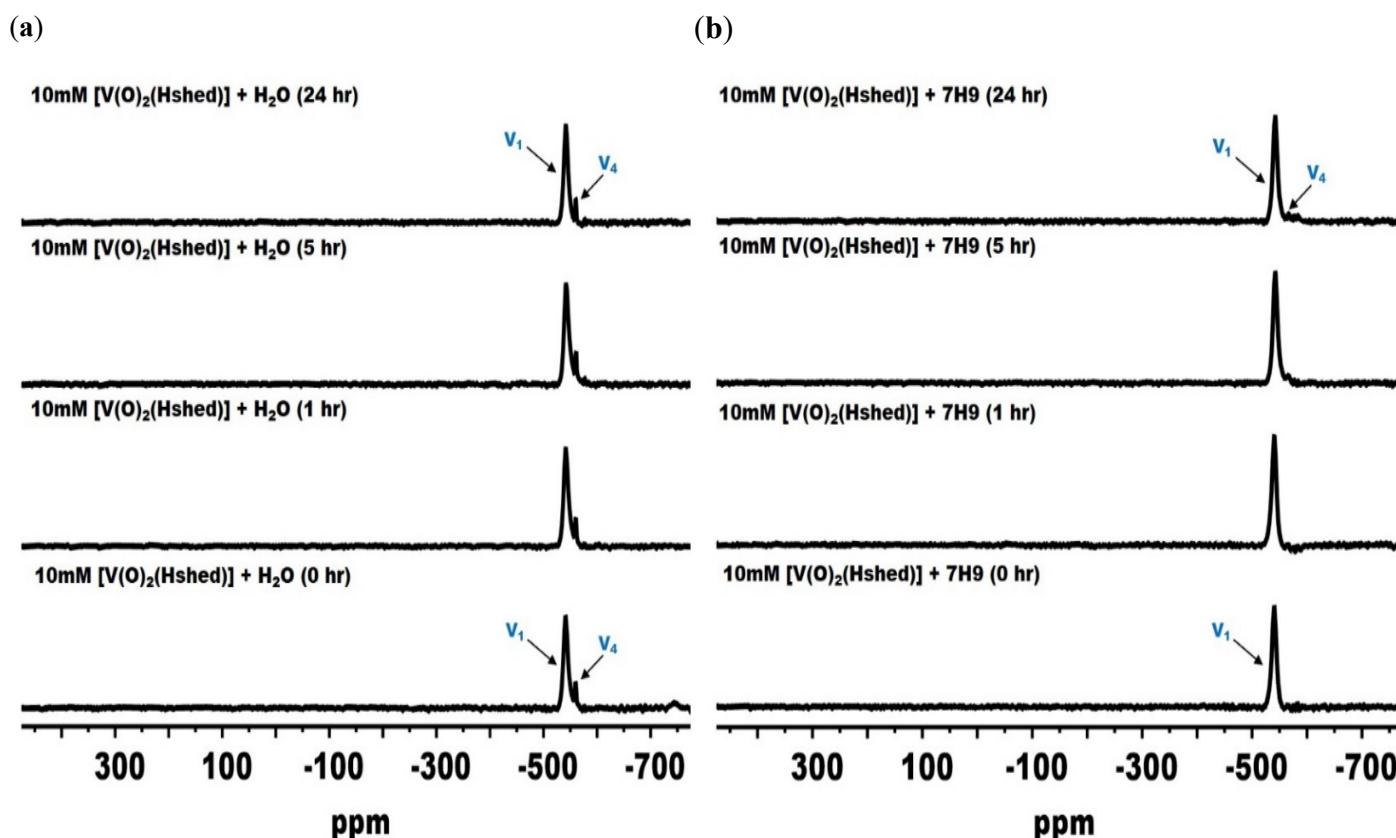 (a)
10mM [V(O)₂(Hshed)] + H₂O (24 hr)
V₁
V₄
10mM [V(O)₂(Hshed)] + H₂O (5 hr)
10mM [V(O)₂(Hshed)] + H₂O (1 hr)
10mM [V(O)₂(Hshed)] + H₂O (0 hr)
V₁
V₄
300 100 -100 -300 -500 -700
ppm
(b)
10mM [V(O)₂(Hshed)] + 7H9 (24 hr)
V₁
V₄
10mM [V(O)₂(Hshed)] + 7H9 (5 hr)
10mM [V(O)₂(Hshed)] + 7H9 (1 hr)
10mM [V(O)₂(Hshed)] + 7H9 (0 hr)
V₁
300 100 -100 -300 -500 -700
ppm